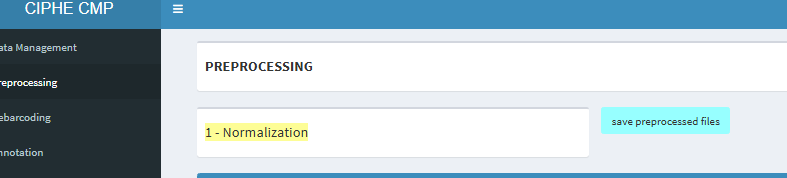 CIPHE CMP
ata Management
PREPROCESSING
reprocessing
1 - Normalization
save preprocessed files
ebarcoding
nnotation